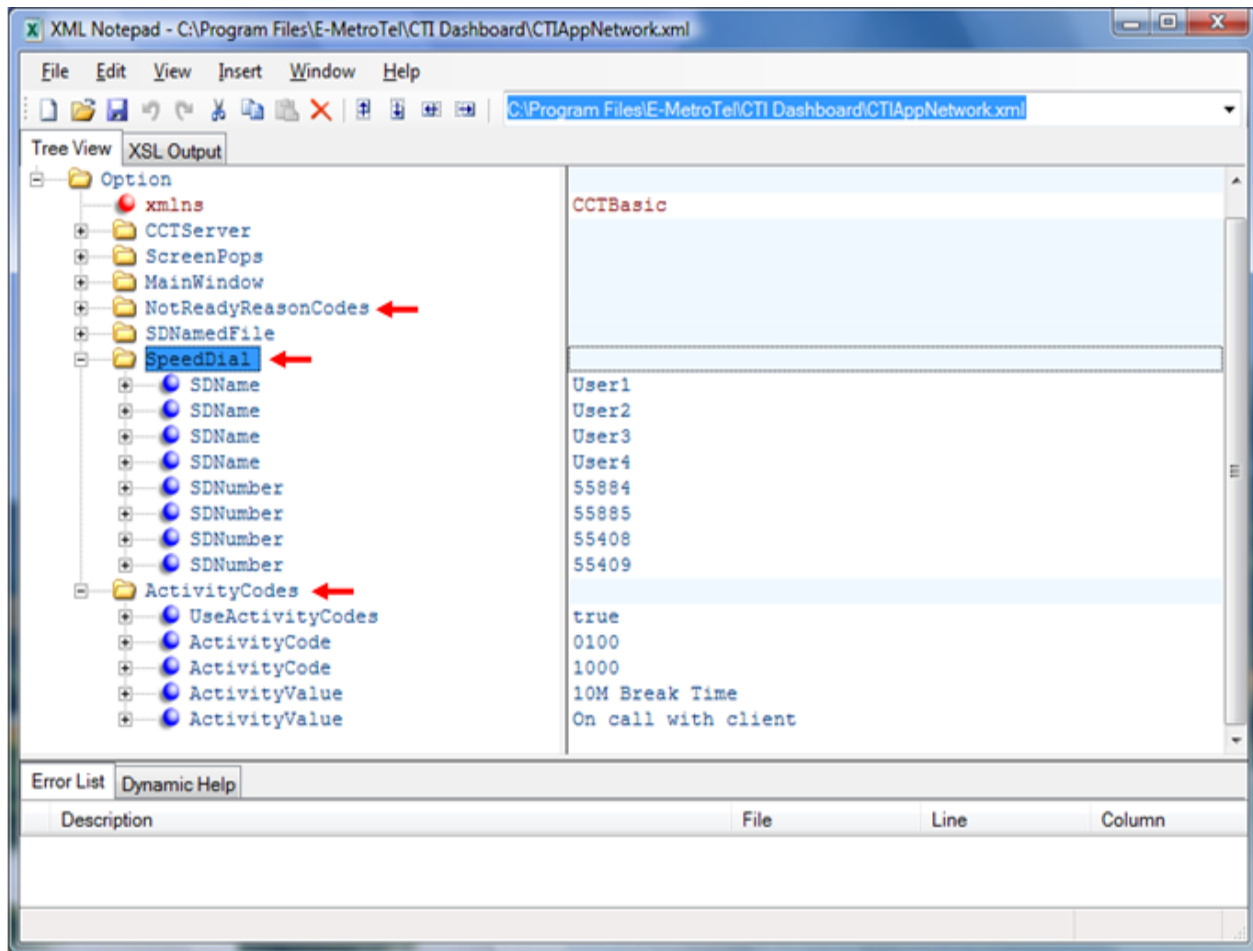 XML Notepad - C:\Program Files\E-MetroTel\CTI Dashboard\CTIAppNetwork.xml
File Edit View Insert Window Help
C:\Program Files\E-MetroTel\CTI Dashboard\CTIAppNetwork.xml
Tree View XSL Output
Option
xmlns CCTBasic
CCTServer
ScreenPops
MainWindow
NotReadyReasonCodes
SDNamedFile
SpeedDial
SDName User1
SDName User2
SDName User3
SDName User4
SDNumber 55884
SDNumber 55885
SDNumber 55408
SDNumber 55409
ActivityCodes
UseActivityCodes true
ActivityCode 0100
ActivityCode 1000
ActivityValue 10M Break Time
ActivityValue On call with client
Error List Dynamic Help
Description File Line Column